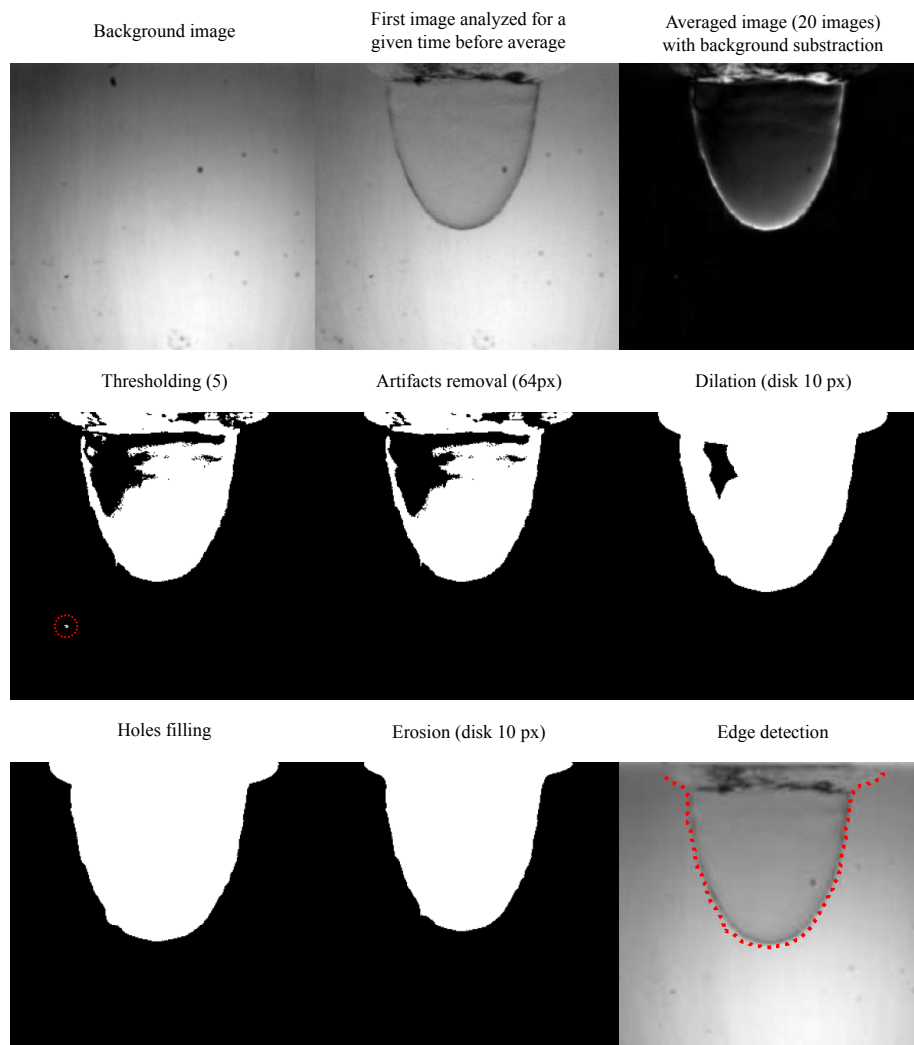 Background image
First image analyzed for a
given time before average
Averaged image (20 images)
with background substraction
Thresholding (5)
Artifacts removal (64px)
Dilation (disk 10 px)
Holes filling
Erosion (disk 10 px)
Edge detection